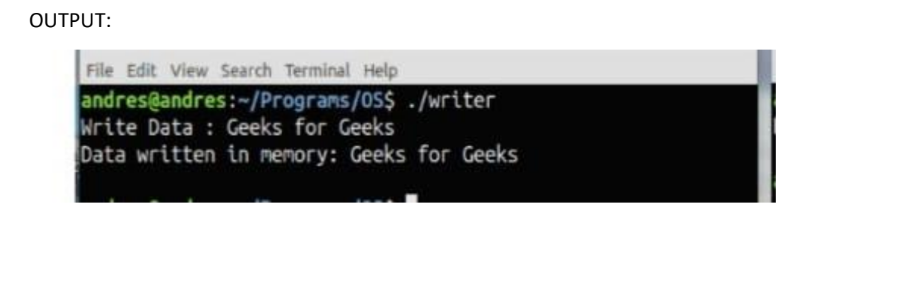 OUTPUT:
File Edit View Search Terminal Help
andres@andres:~/Programs/OS$ ./writer
Write Data : Geeks for Geeks
Data written in memory: Geeks for Geeks